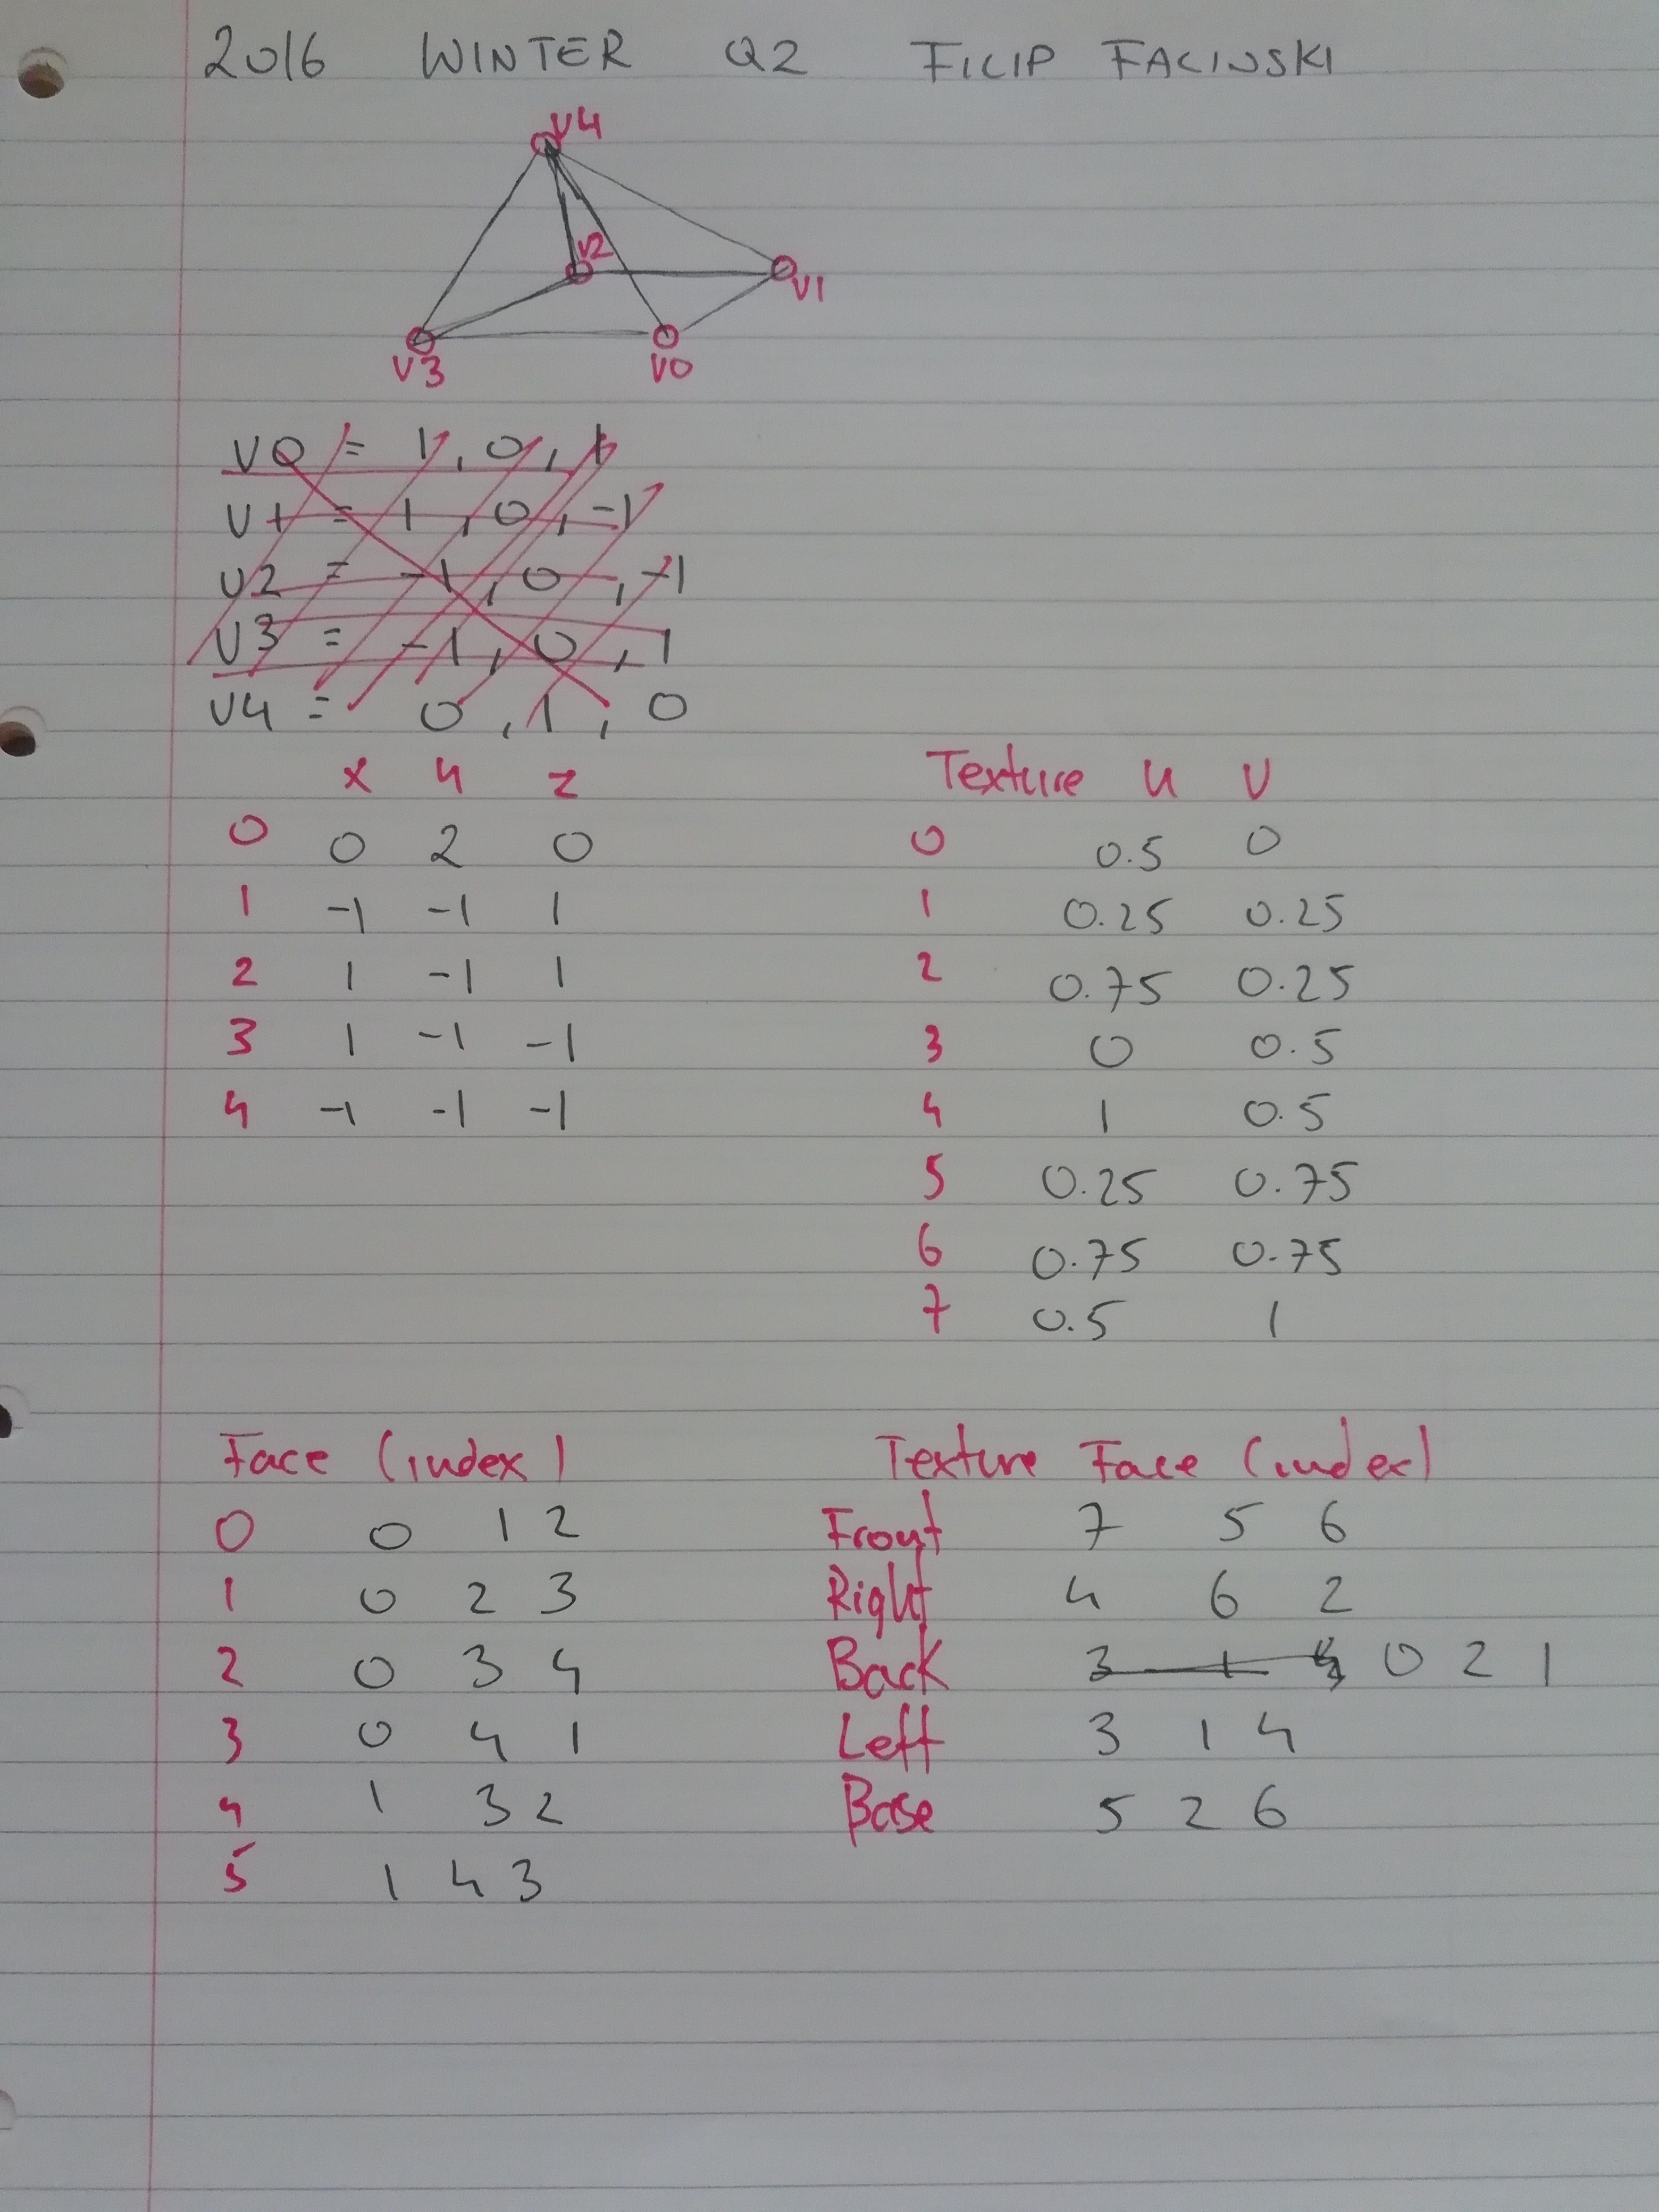 2016 WINTER Q2 FILIP FACINSKI
V4
V2
V1
V3 V0
V0 = 1, 0, 1
V1 = 1, 0, -1
V2 = -1, 0, -1
V3 = -1, 0, 1
V4 = 0, 1, 0
x y z
0 0 2 0
1 -1 -1 1
2 1 -1 1
3 1 -1 -1
4 -1 -1 -1
Texture u v
0 0.5 0
1 0.25 0.25
2 0.75 0.25
3 0 0.5
4 1 0.5
5 0.25 0.75
6 0.75 0.75
7 0.5 1
Face (index)
0 0 1 2
1 0 2 3
2 0 3 4
3 0 4 1
4 1 3 2
5 1 4 3
Texture Face (index)
Front 7 5 6
Right 4 6 2
Back 3 1 4 0 2 1
Left 3 1 4
Base 5 2 6